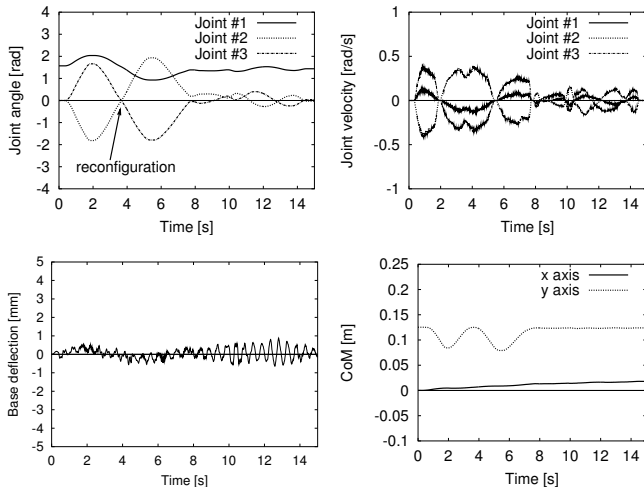 Joint #1
Joint #2
Joint #3
4
3
2
1
0
-1
-2
-3
-4
Joint angle [rad]
reconfiguration
0 2 4 6 8 10 12 14
Time [s]
Joint #1
Joint #2
Joint #3
1
0.5
0
-0.5
-1
Joint velocity [rad/s]
0 2 4 6 8 10 12 14
Time [s]
5
4
3
2
1
0
-1
-2
-3
-4
-5
Base deflection [mm]
0 2 4 6 8 10 12 14
Time [s]
x axis
y axis
0.25
0.2
0.15
0.1
0.05
0
-0.05
-0.1
CoM [m]
0 2 4 6 8 10 12 14
Time [s]